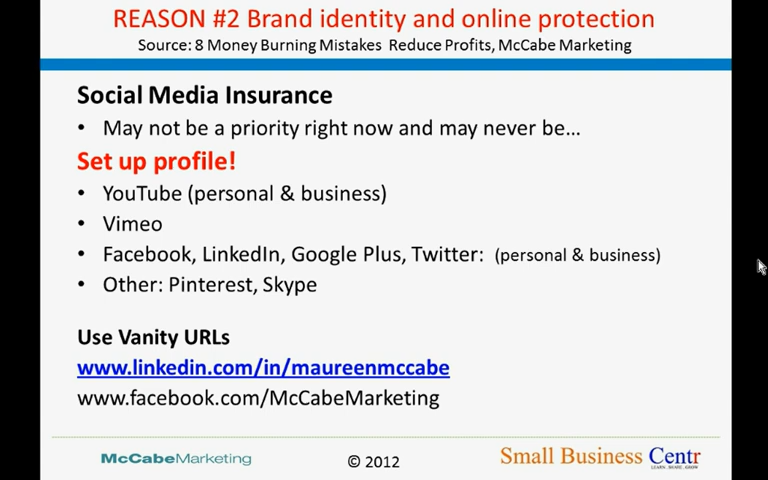 REASON #2 Brand identity and online protection
Source: 8 Money Burning Mistakes Reduce Profits, McCabe Marketing
Social Media Insurance
• May not be a priority right now and may never be...
Set up profile!
• YouTube (personal & business)
• Vimeo
• Facebook, LinkedIn, Google Plus, Twitter: (personal & business)
• Other: Pinterest, Skype
Use Vanity URLs
www.linkedin.com/in/maureenmccabe
www.facebook.com/McCabeMarketing
McCabeMarketing
© 2012
Small Business Centr
LEARN . SHARE . GROW